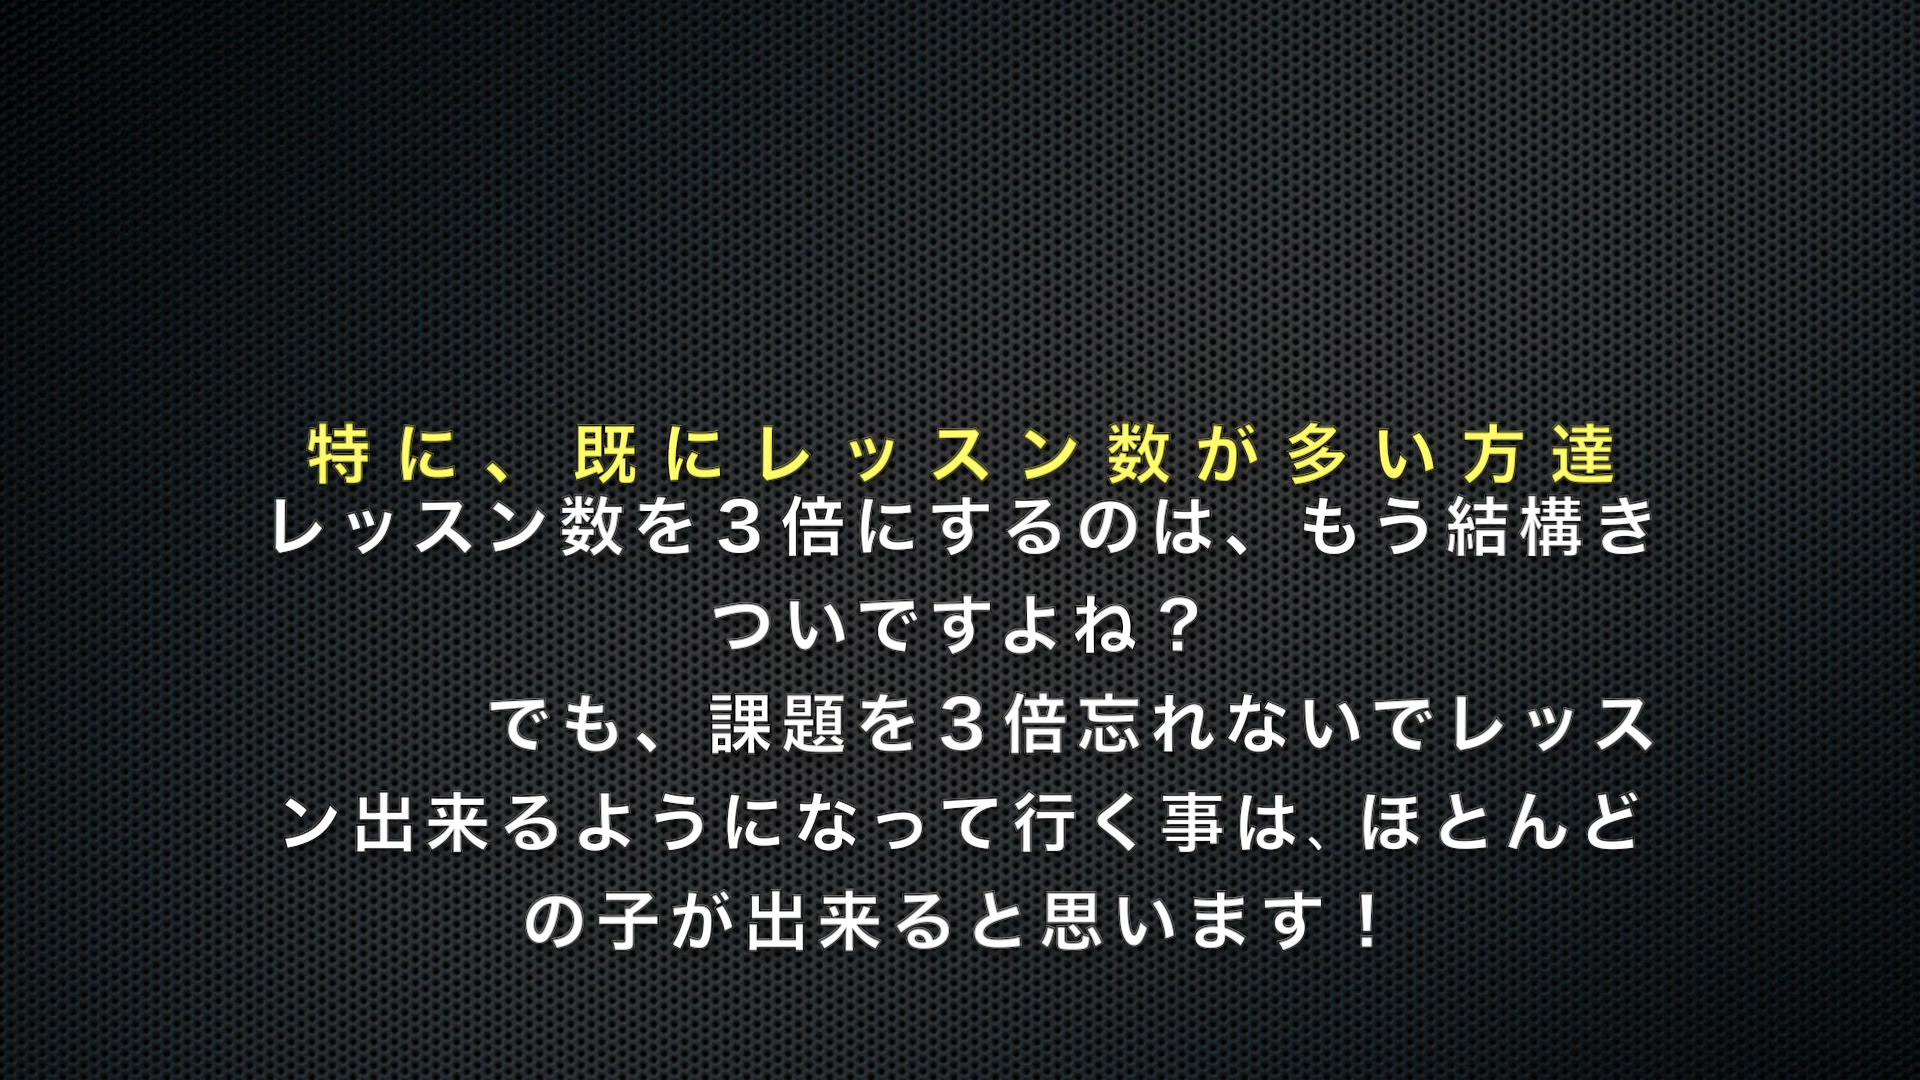 特に、既にレッスン数が多い方達
レッスン数を３倍にするのは、もう結構き
ついですよね？
でも、課題を３倍忘れないでレッス
ン出来るようになって行く事は、ほとんど
の子が出来ると思います！